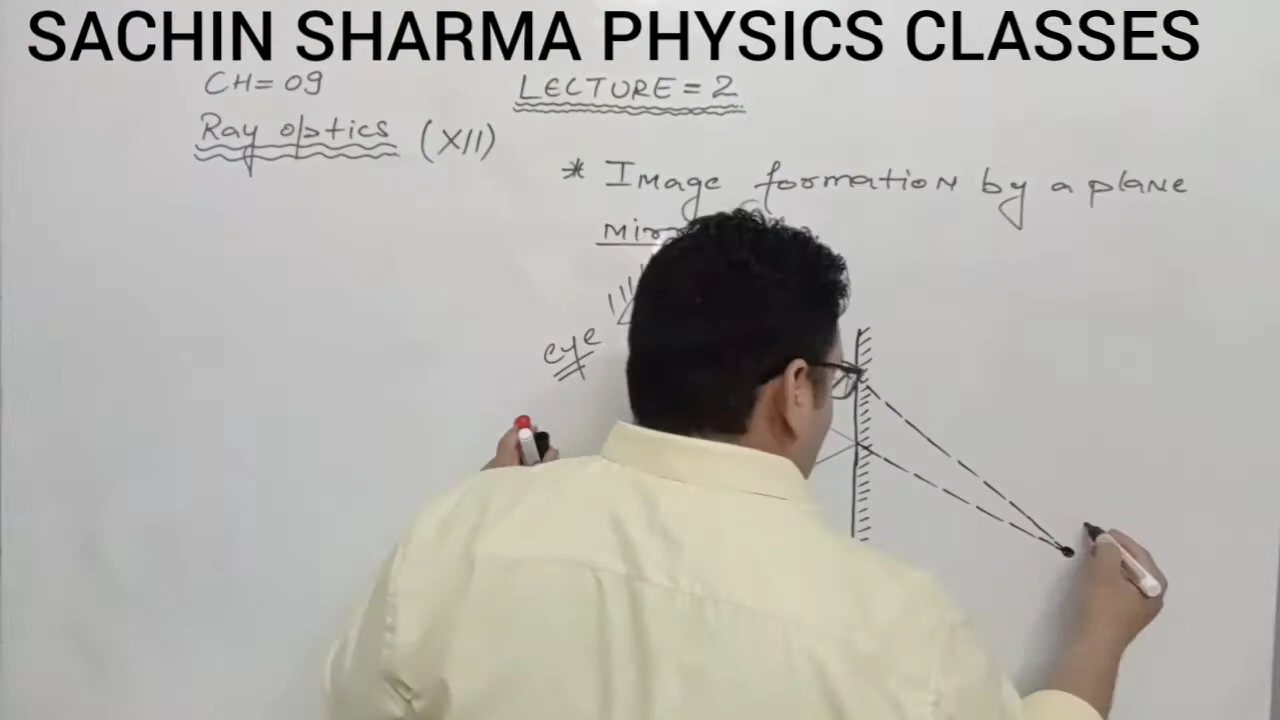 SACHIN SHARMA PHYSICS CLASSES
CH=09
LECTURE = 2
Ray optics (XII)
* Image formation by a plane
eye